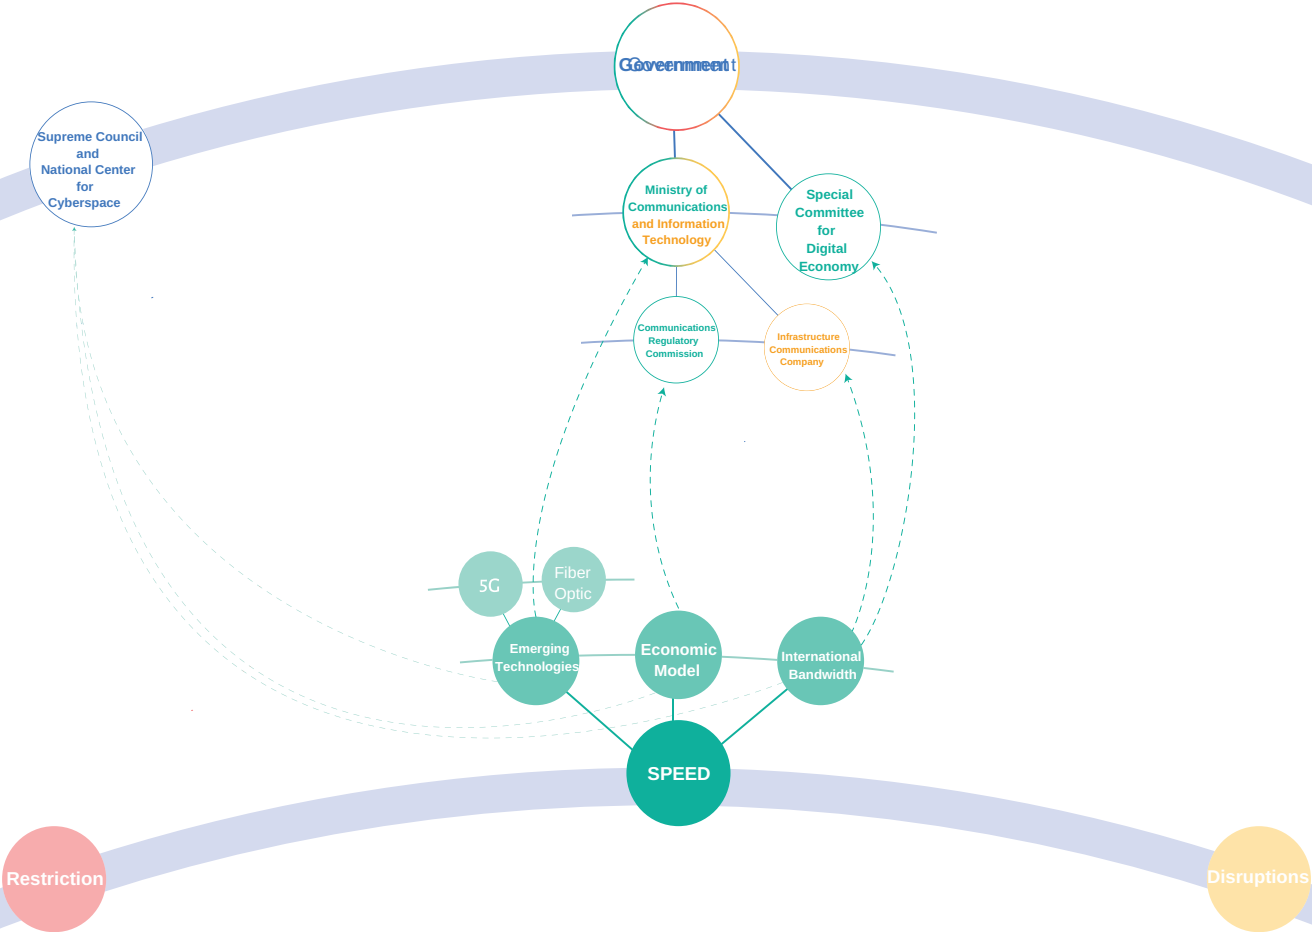 Government
Supreme Council
and
National Center
for
Cyberspace
Ministry of
Communications
and Information
Technology
Special
Committee
for
Digital
Economy
Communications
Regulatory
Commission
Infrastructure
Communications
Company
5G
Fiber
Optic
Emerging
Technologies
Economic
Model
International
Bandwidth
SPEED
Restriction
Disruptions